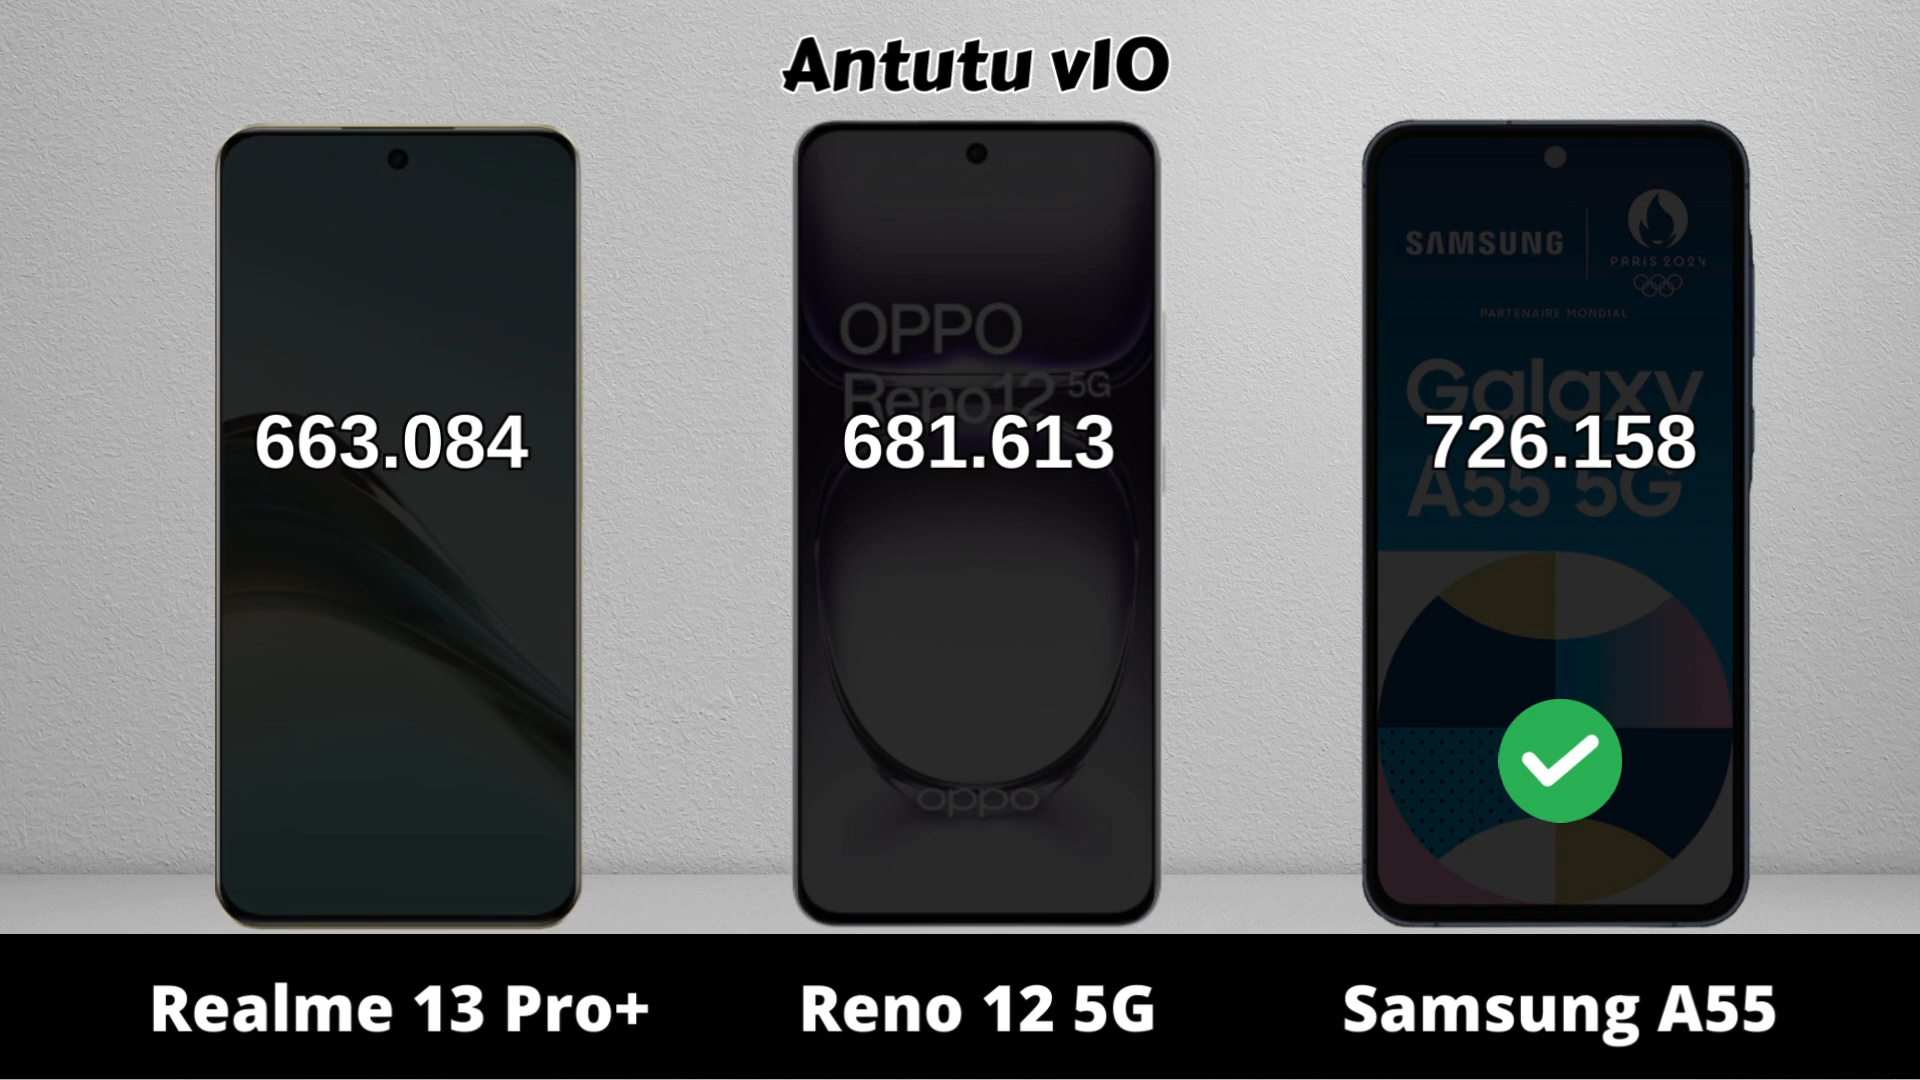 Antutu v10
SAMSUNG
PARIS 2024
PARTENAIRE MONDIAL
OPPO
Reno12 5G
Galaxy
A55 5G
663.084
681.613
726.158
oppo
Realme 13 Pro+
Reno 12 5G
Samsung A55